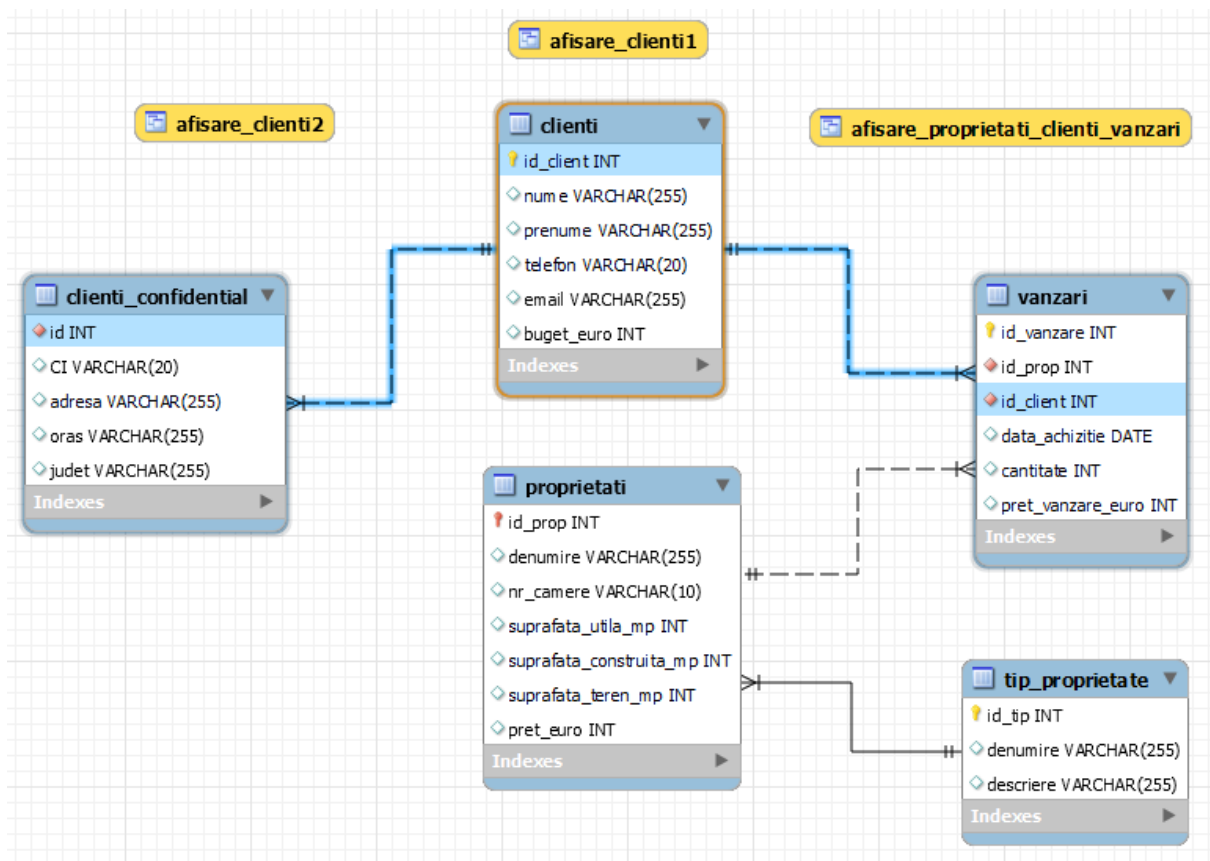 afisare_clienti1
afisare_clienti2
afisare_proprietati_clienti_vanzari
clienti
id_client INT
nume VARCHAR(255)
prenume VARCHAR(255)
telefon VARCHAR(20)
email VARCHAR(255)
buget_euro INT
Indexes
clienti_confidential
id INT
CI VARCHAR(20)
adresa VARCHAR(255)
oras VARCHAR(255)
judet VARCHAR(255)
Indexes
vanzari
id_vanzare INT
id_prop INT
id_client INT
data_achizitie DATE
cantitate INT
pret_vanzare_euro INT
Indexes
proprietati
id_prop INT
denumire VARCHAR(255)
nr_camere VARCHAR(10)
suprafata_utila_mp INT
suprafata_construita_mp INT
suprafata_teren_mp INT
pret_euro INT
Indexes
tip_proprietate
id_tip INT
denumire VARCHAR(255)
descriere VARCHAR(255)
Indexes